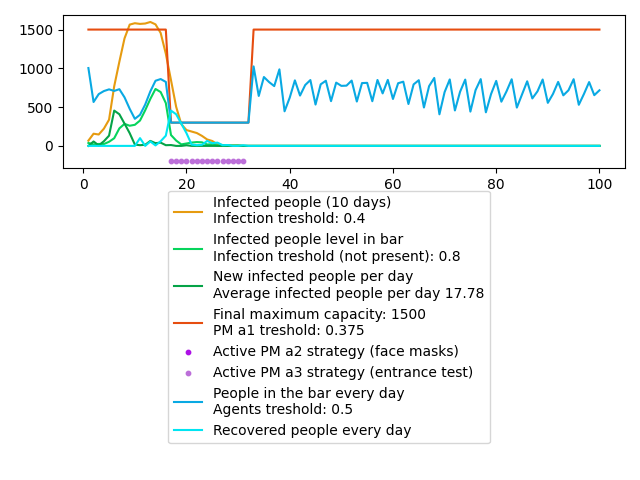 1500
1000
500
0
0 20 40 60 80 100
Infected people (10 days)
Infection treshold: 0.4
Infected people level in bar
Infection treshold (not present): 0.8
New infected people per day
Average infected people per day 17.78
Final maximum capacity: 1500
PM a1 treshold: 0.375
Active PM a2 strategy (face masks)
Active PM a3 strategy (entrance test)
People in the bar every day
Agents treshold: 0.5
Recovered people every day